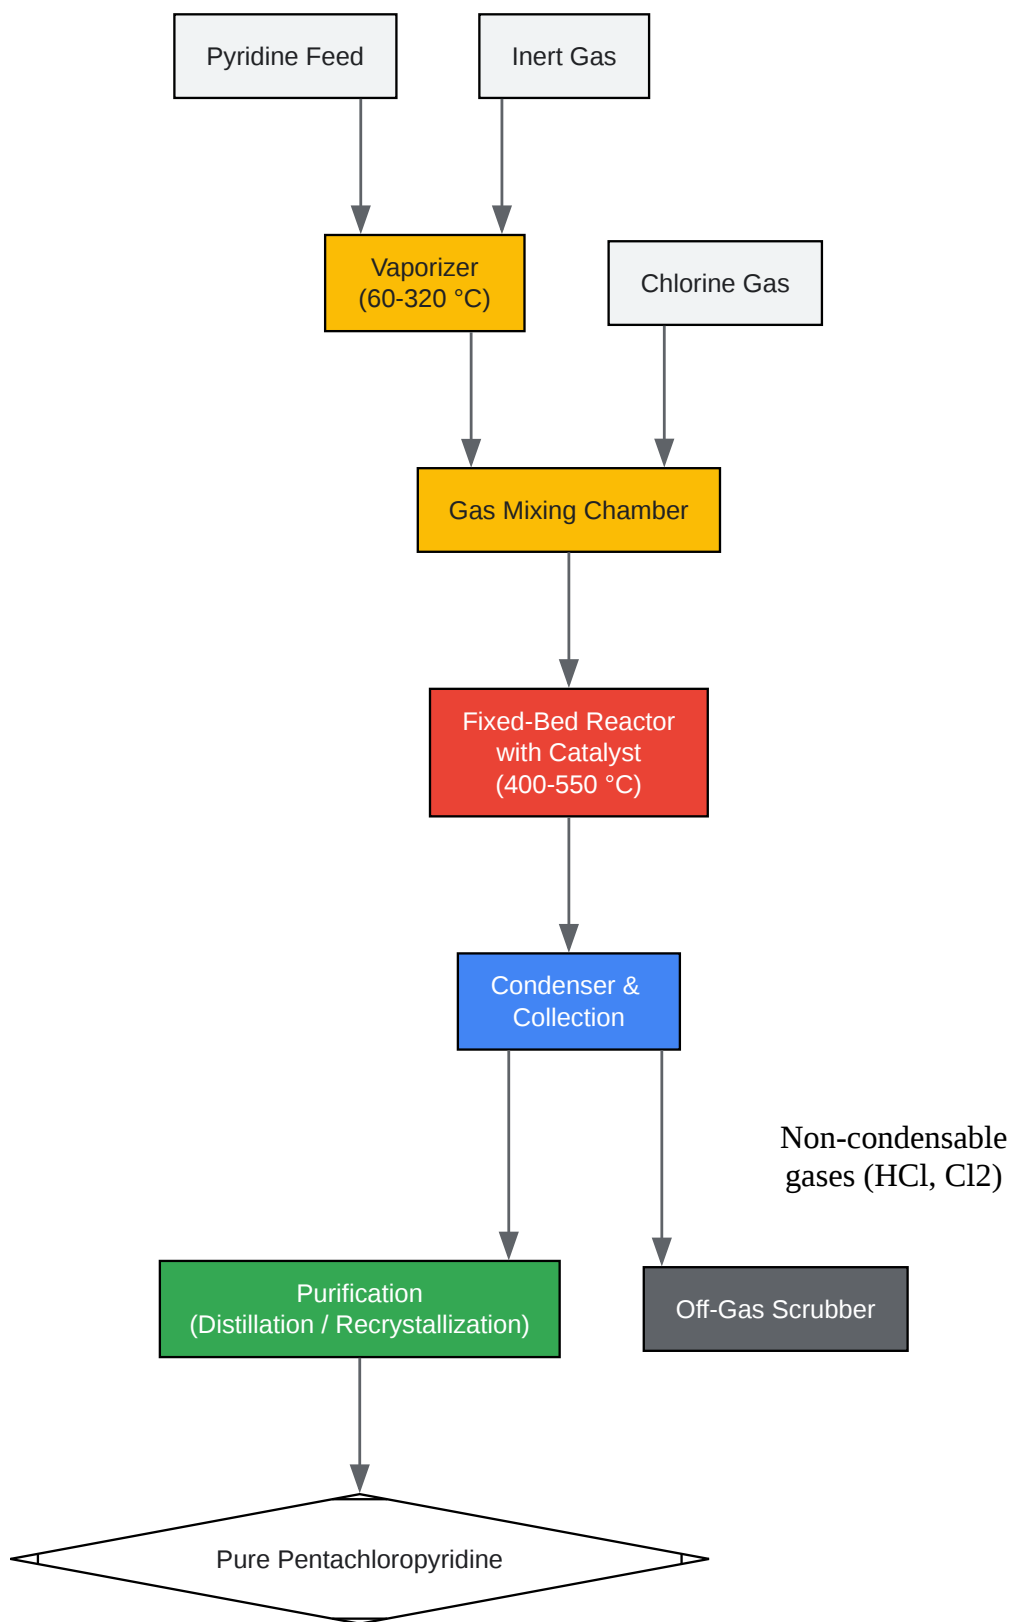 Pyridine Feed
Inert Gas
Vaporizer
(60-320 °C)
Chlorine Gas
Gas Mixing Chamber
Fixed-Bed Reactor
with Catalyst
(400-550 °C)
Condenser &
Collection
Non-condensable
gases (HCl, Cl2)
Purification
(Distillation / Recrystallization)
Off-Gas Scrubber
Pure Pentachloropyridine